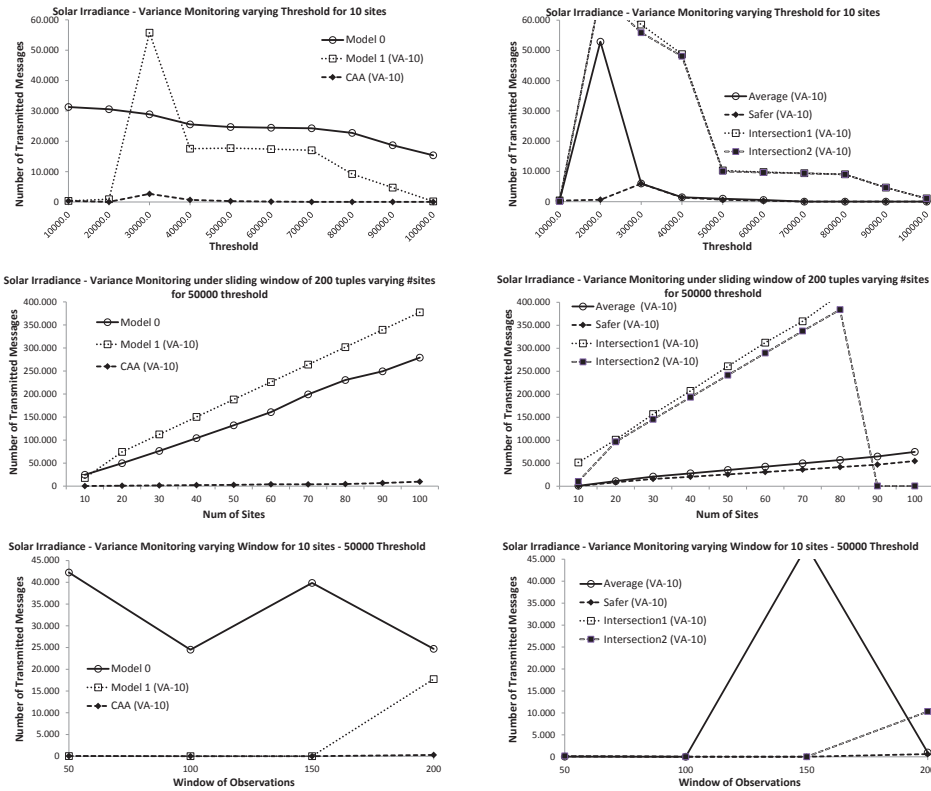 Solar Irradiance - Variance Monitoring varying Threshold for 10 sites
Number of Transmitted Messages
60.000
50.000
40.000
30.000
20.000
10.000
0
Model 0
Model 1 (VA-10)
CAA (VA-10)
10000.0
20000.0
30000.0
40000.0
50000.0
60000.0
70000.0
80000.0
90000.0
100000.0
Threshold
Solar Irradiance - Variance Monitoring varying Threshold for 10 sites
Number of Transmitted Messages
60.000
50.000
40.000
30.000
20.000
10.000
0
Average (VA-10)
Safer (VA-10)
Intersection1 (VA-10)
Intersection2 (VA-10)
10000.0
20000.0
30000.0
40000.0
50000.0
60000.0
70000.0
80000.0
90000.0
100000.0
Threshold
Solar Irradiance - Variance Monitoring under sliding window of 200 tuples varying #sites
for 50000 threshold
Number of Transmitted Messages
400.000
350.000
300.000
250.000
200.000
150.000
100.000
50.000
0
Model 0
Model 1 (VA-10)
CAA (VA-10)
10 20 30 40 50 60 70 80 90 100
Num of Sites
Solar Irradiance - Variance Monitoring under sliding window of 200 tuples varying #sites
for 50000 threshold
Number of Transmitted Messages
400.000
350.000
300.000
250.000
200.000
150.000
100.000
50.000
0
Average (VA-10)
Safer (VA-10)
Intersection1 (VA-10)
Intersection2 (VA-10)
10 20 30 40 50 60 70 80 90 100
Num of Sites
Solar Irradiance - Variance Monitoring varying Window for 10 sites - 50000 Threshold
Number of Transmitted Messages
45.000
40.000
35.000
30.000
25.000
20.000
15.000
10.000
5.000
0
Model 0
Model 1 (VA-10)
CAA (VA-10)
50 100 150 200
Window of Observations
Solar Irradiance - Variance Monitoring varying Window for 10 sites - 50000 Threshold
Number of Transmitted Messages
45.000
40.000
35.000
30.000
25.000
20.000
15.000
10.000
5.000
0
Average (VA-10)
Safer (VA-10)
Intersection1 (VA-10)
Intersection2 (VA-10)
50 100 150 200
Window of Observations